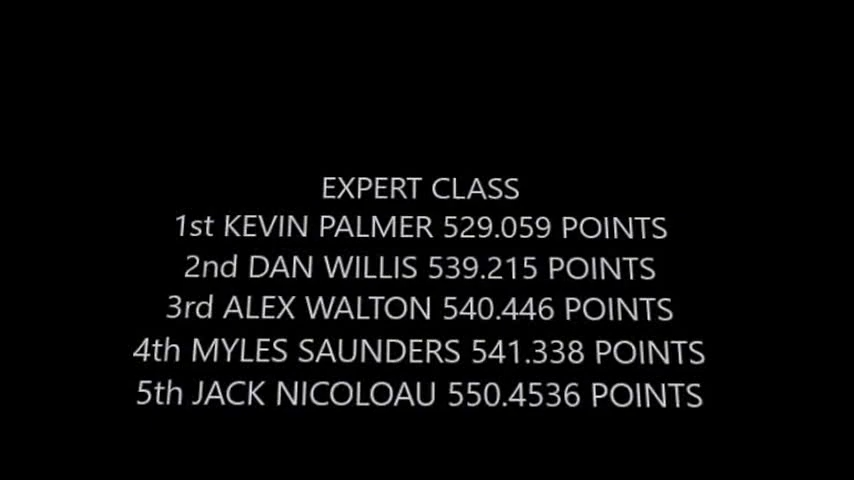 EXPERT CLASS
1st KEVIN PALMER 529.059 POINTS
2nd DAN WILLIS 539.215 POINTS
3rd ALEX WALTON 540.446 POINTS
4th MYLES SAUNDERS 541.338 POINTS
5th JACK NICOLOAU 550.4536 POINTS